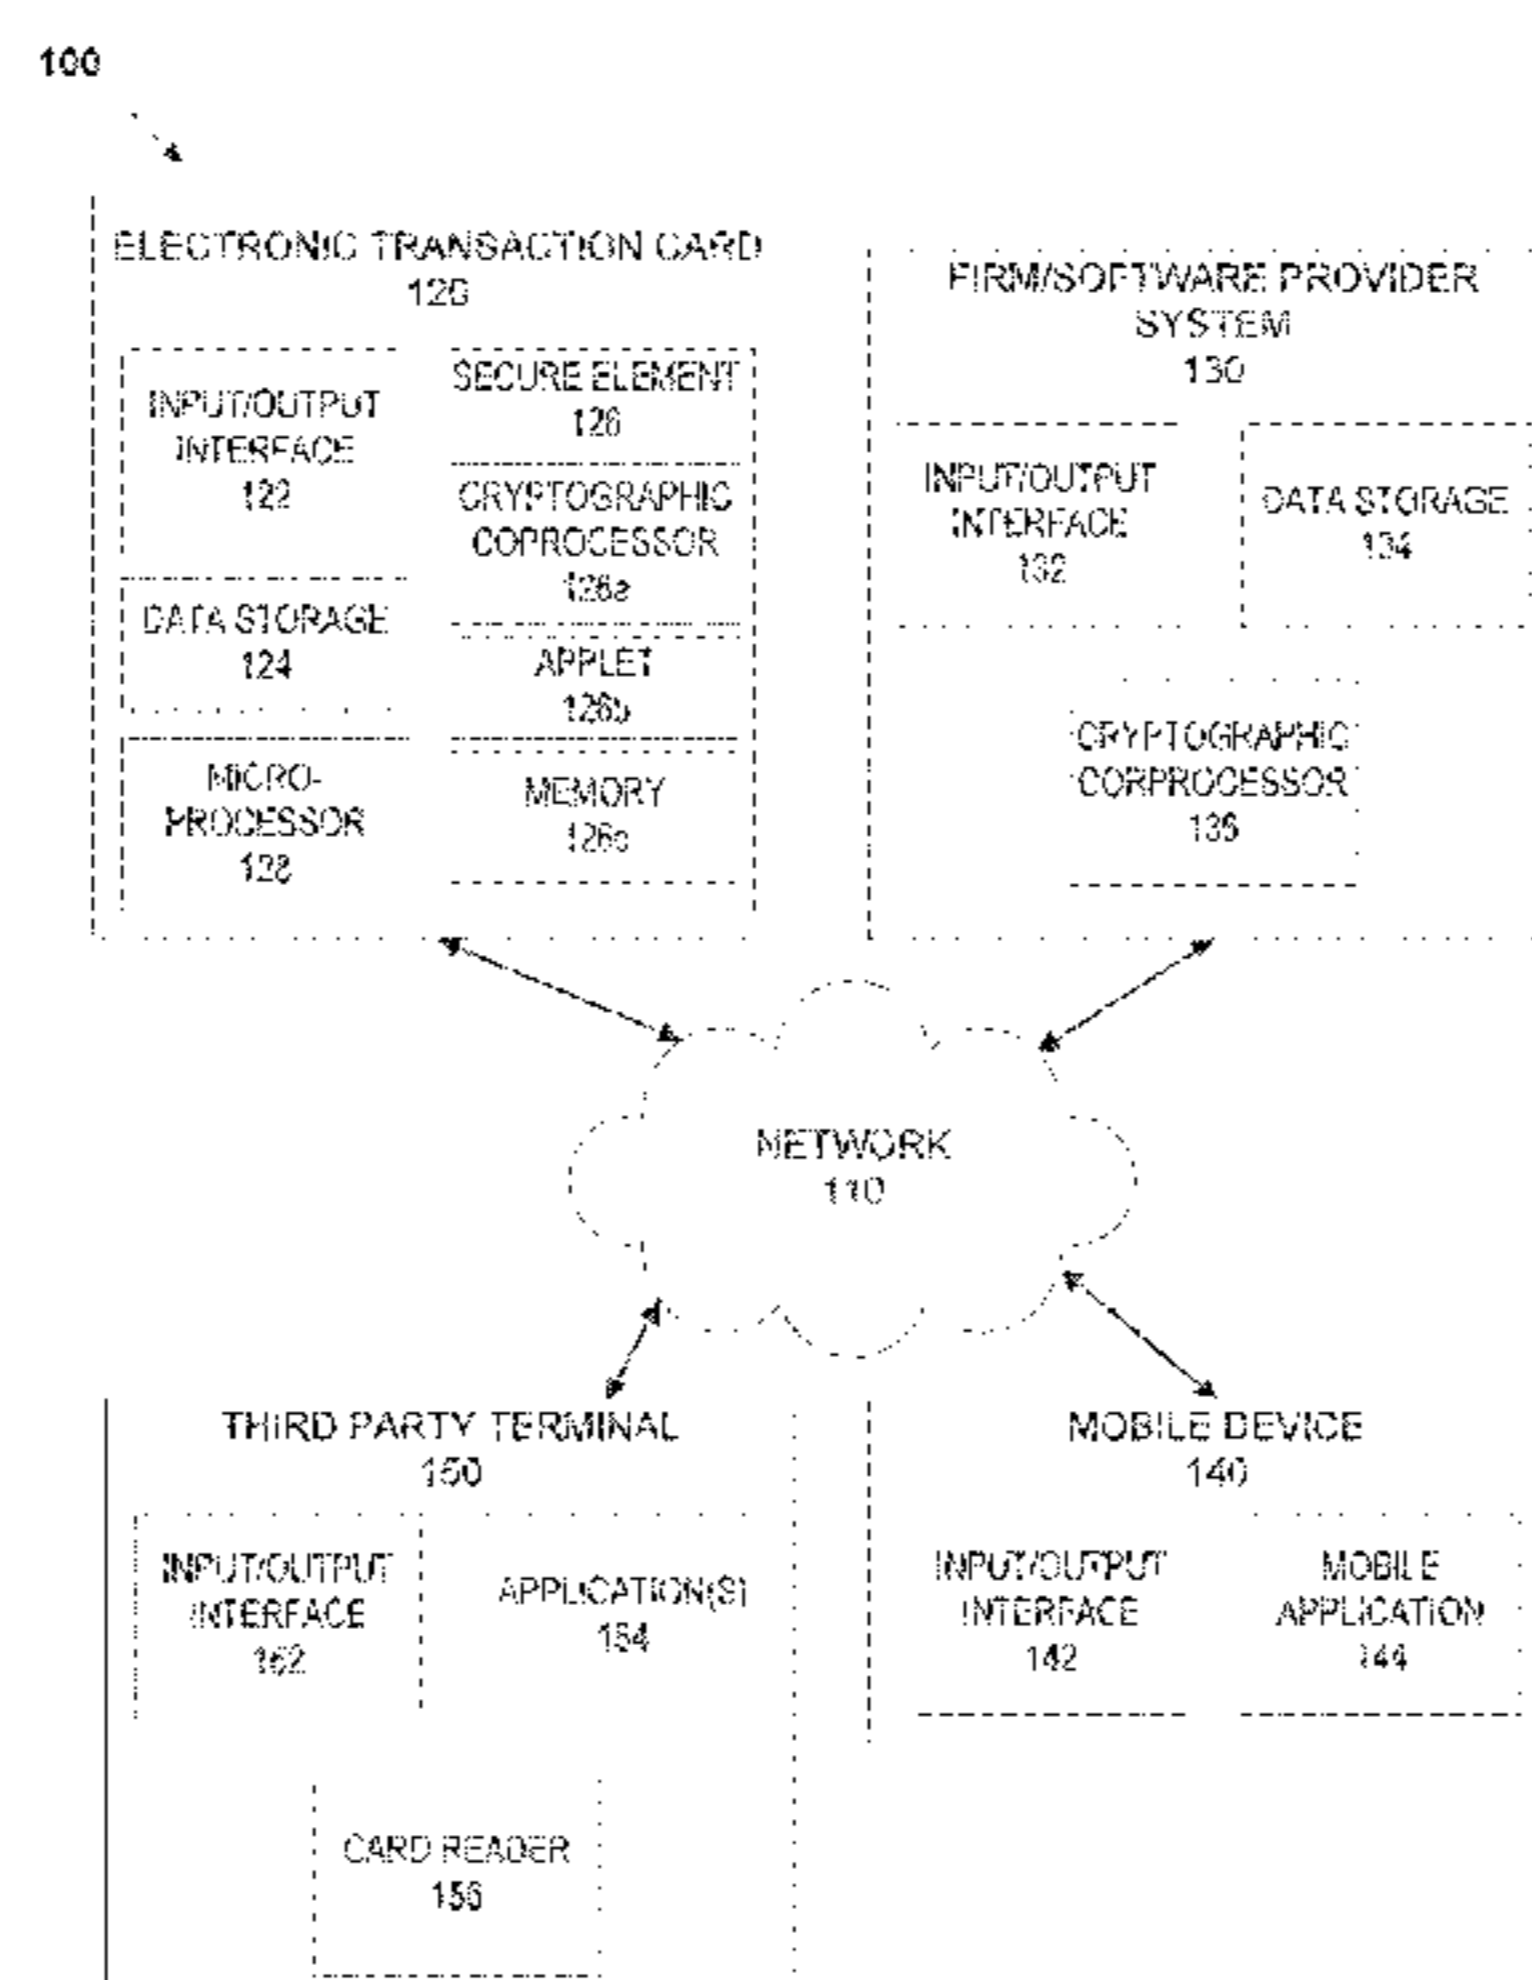 100
ELECTRONIC TRANSACTION CARD
120
INPUT/OUTPUT
INTERFACE
122
DATA STORAGE
124
MICRO-
PROCESSOR
128
SECURE ELEMENT
126
CRYPTOGRAPHIC
COPROCESSOR
126a
APPLET
126b
MEMORY
126c
FIRM/SOFTWARE PROVIDER
SYSTEM
130
INPUT/OUTPUT
INTERFACE
132
DATA STORAGE
134
CRYPTOGRAPHIC
CORPROCESSOR
136
NETWORK
110
THIRD PARTY TERMINAL
150
INPUT/OUTPUT
INTERFACE
152
APPLICATION(S)
154
CARD READER
156
MOBILE DEVICE
140
INPUT/OUTPUT
INTERFACE
142
MOBILE
APPLICATION
144